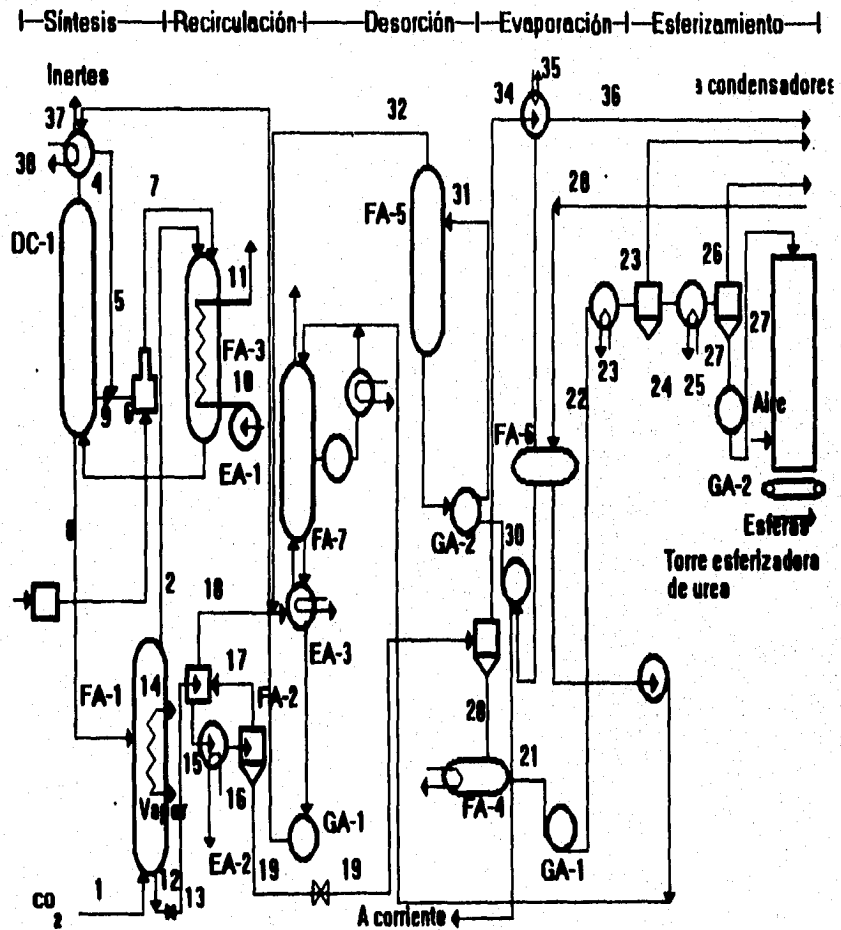 Síntesis Recirculación Desorción Evaporación Esferizamiento
Inertes
a condensadores
35
34
36
37
32
38
4
7
28
31
FA-5
DC-1
23
26
11
5
27
FA-3
27
10
23
24
25
22
Aire
9
6
FA-6
EA-1
GA-2
GA-2
30
Esferas
FA-7
Torre esferizadora
de urea
2
18
EA-3
17
14
FA-1
FA-2
28
15
21
16
Vapor
FA-4
GA-1
EA-2
19
19
GA-1
12
13
1
CO
2
A corriente